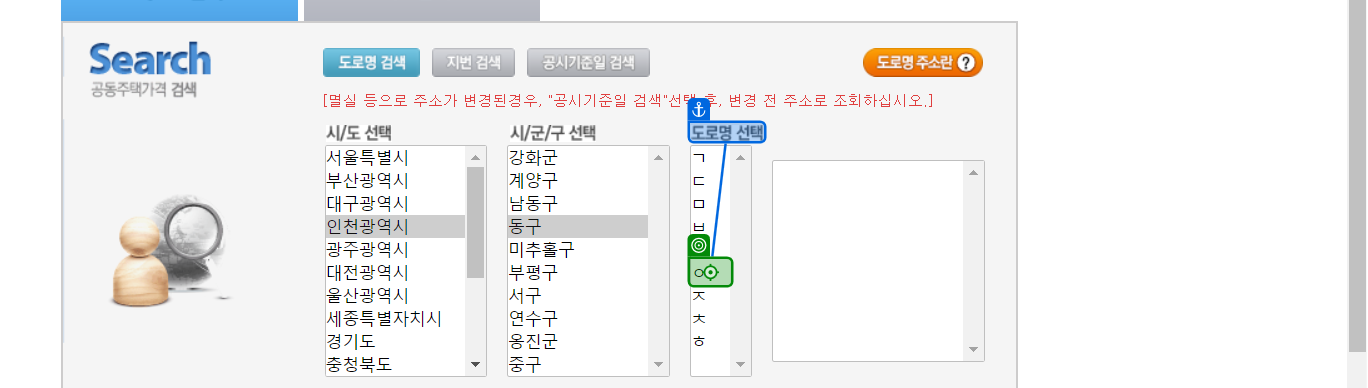 Search
공동주택가격 검색
도로명 검색 지번 검색 공시기준일 검색 도로명 주소란 ?
[멸실 등으로 주소가 변경된경우, "공시기준일 검색"선택 후, 변경 전 주소로 조회하십시오.]
시/도 선택
서울특별시
부산광역시
대구광역시
인천광역시
광주광역시
대전광역시
울산광역시
세종특별자치시
경기도
충청북도
시/군/구 선택
강화군
계양구
남동구
동구
미추홀구
부평구
서구
연수구
옹진군
중구
도로명 선택
ㄱ
ㄷ
ㅁ
ㅂ
ㅇ
ㅈ
ㅊ
ㅎ